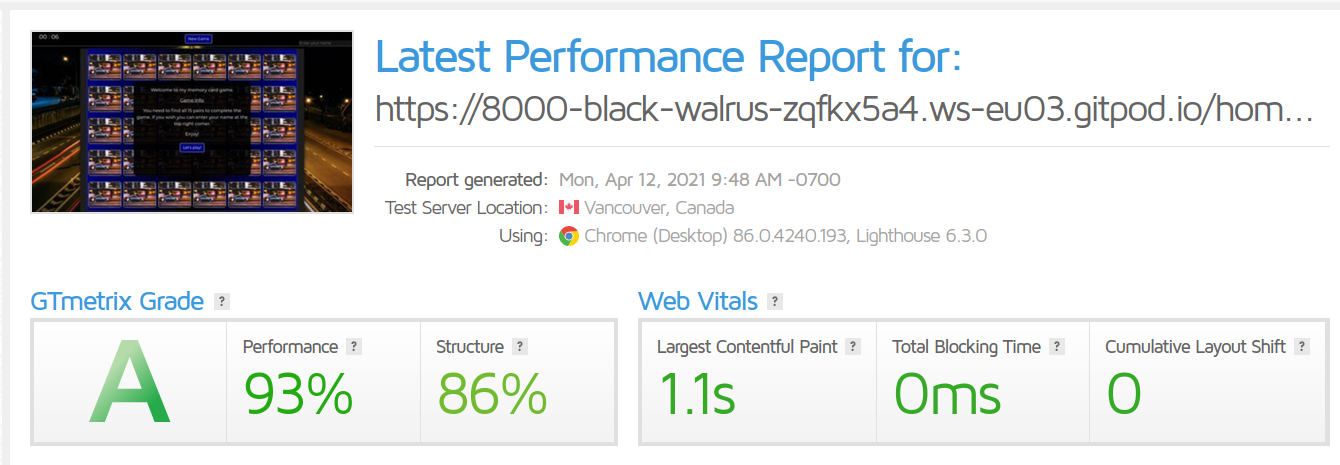 00 : 06
New Game
Enter your name
Welcome to my memory card game.
Game Info.
You need to find all 15 pairs to complete the
game. If you wish you can enter your name at the
top right corner.
Enjoy!
Let's play!
Latest Performance Report for:
https://8000-black-walrus-zqfkx5a4.ws-eu03.gitpod.io/hom...
Report generated: Mon, Apr 12, 2021 9:48 AM -0700
Test Server Location: Vancouver, Canada
Using: Chrome (Desktop) 86.0.4240.193, Lighthouse 6.3.0
GTmetrix Grade ?
Web Vitals ?
A
Performance ?
93%
Structure ?
86%
Largest Contentful Paint ?
1.1s
Total Blocking Time ?
0ms
Cumulative Layout Shift ?
0